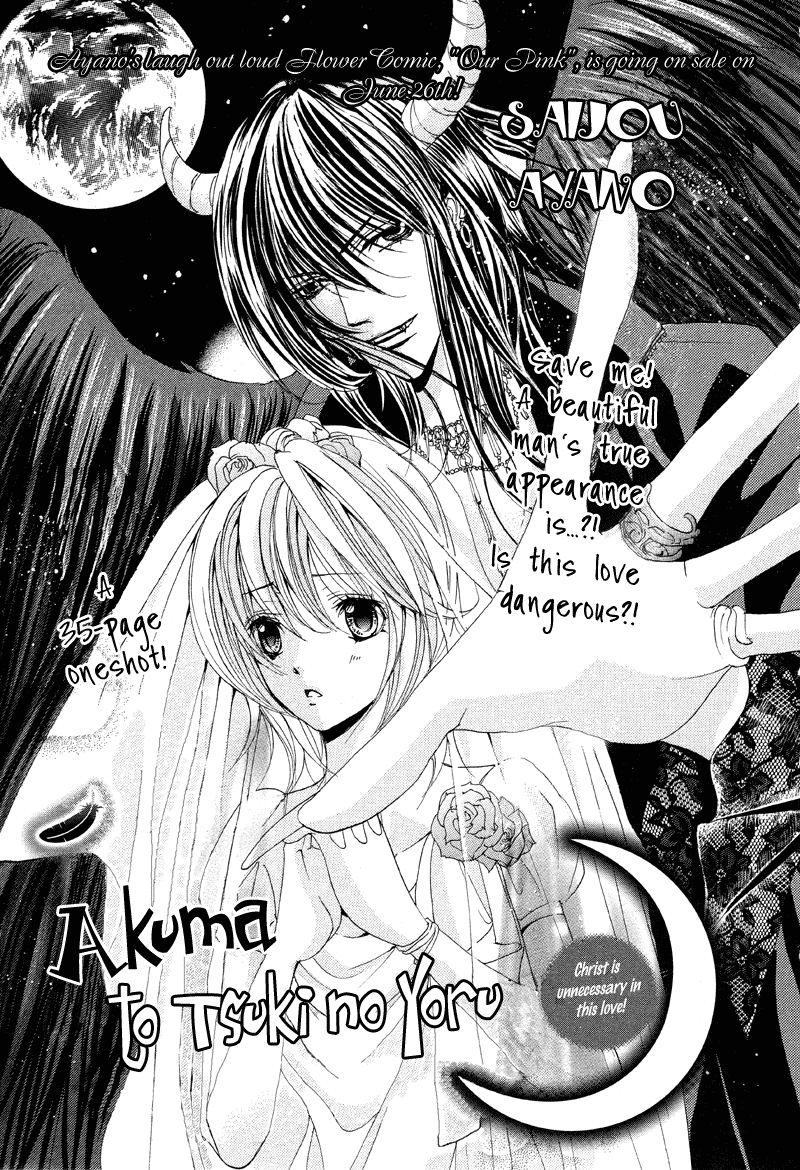 Ayano's laugh out loud Flower Comic, "Our Pink", is going on sale on
June 26th!
SAIJOU
AYANO
Save me!
A beautiful
man's true
appearance
is...?!
Is this love
dangerous?!
A
35-page
oneshot!
Akuma
to Tsuki no Yoru
Christ is
unnecessary in
this love!